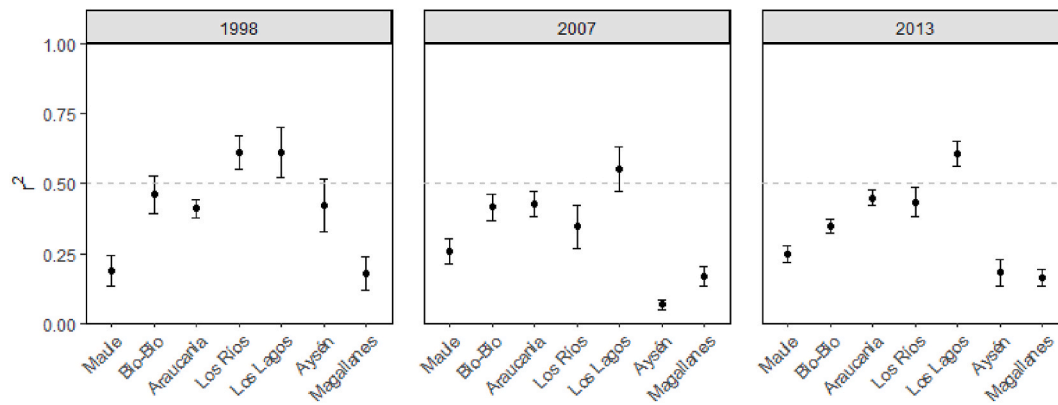 1998 2007 2013
1.00
0.75
r²
0.50
0.25
0.00
Maule Bío-Bío Araucanía Los Ríos Los Lagos Aysén Magallanes
Maule Bío-Bío Araucanía Los Ríos Los Lagos Aysén Magallanes
Maule Bío-Bío Araucanía Los Ríos Los Lagos Aysén Magallanes